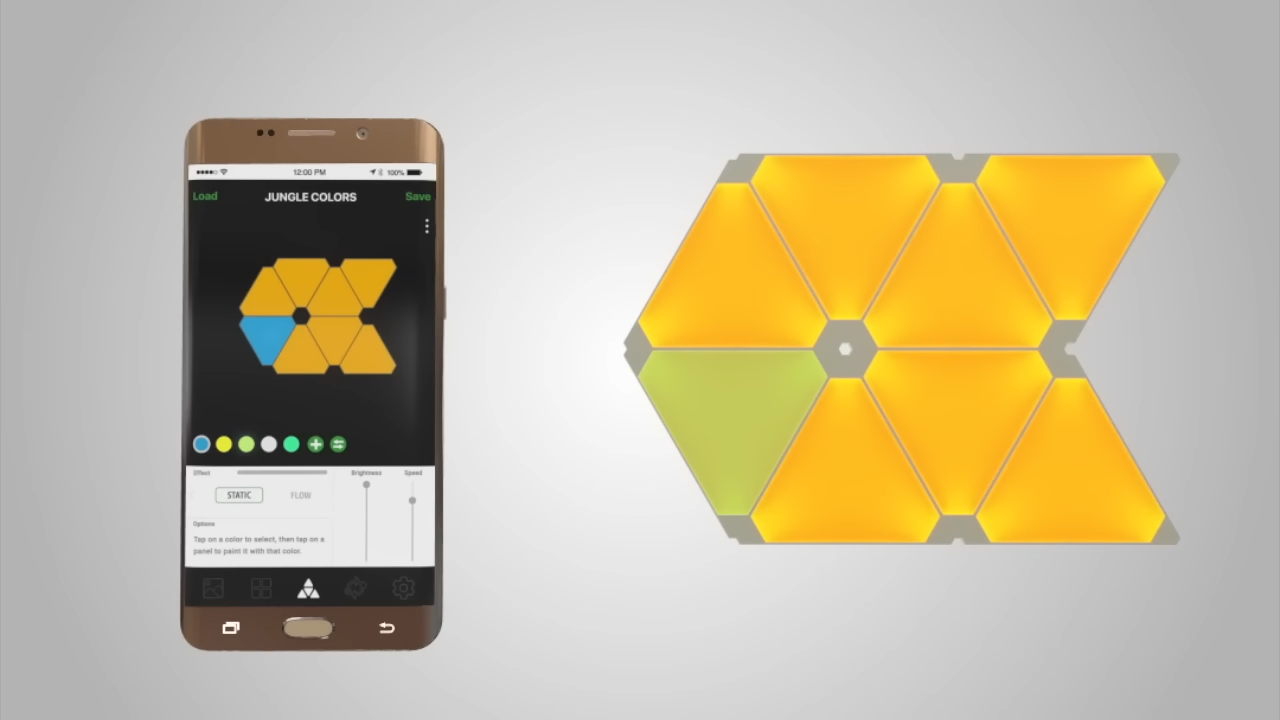 12:00 PM
100%
Load
JUNGLE COLORS
Save
Effect
Brightness
Speed
STATIC
FLOW
Options
Tap on a color to select, then tap on a
panel to paint it with that color.